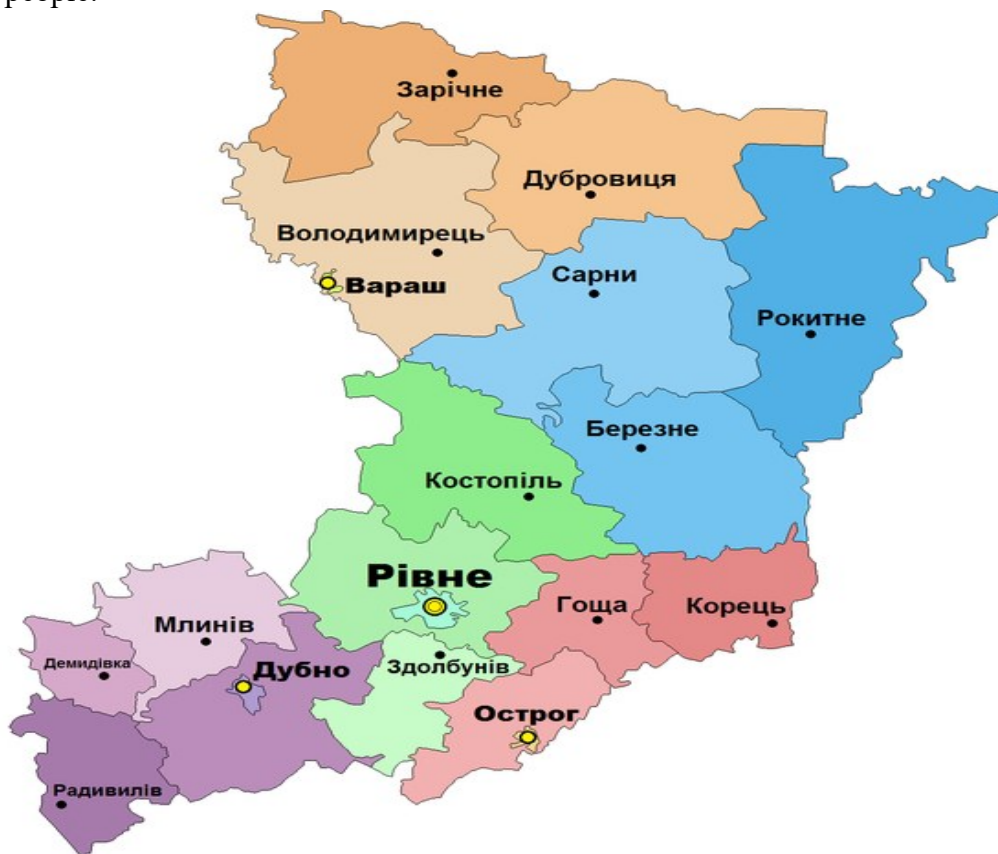 Зарічне
Дубровиця
Володимирець
Вараш
Сарни
Рокитне
Березне
Костопіль
Рівне
Гоща
Корець
Млинів
Демидівка
Дубно
Здолбунів
Острог
Радивилів